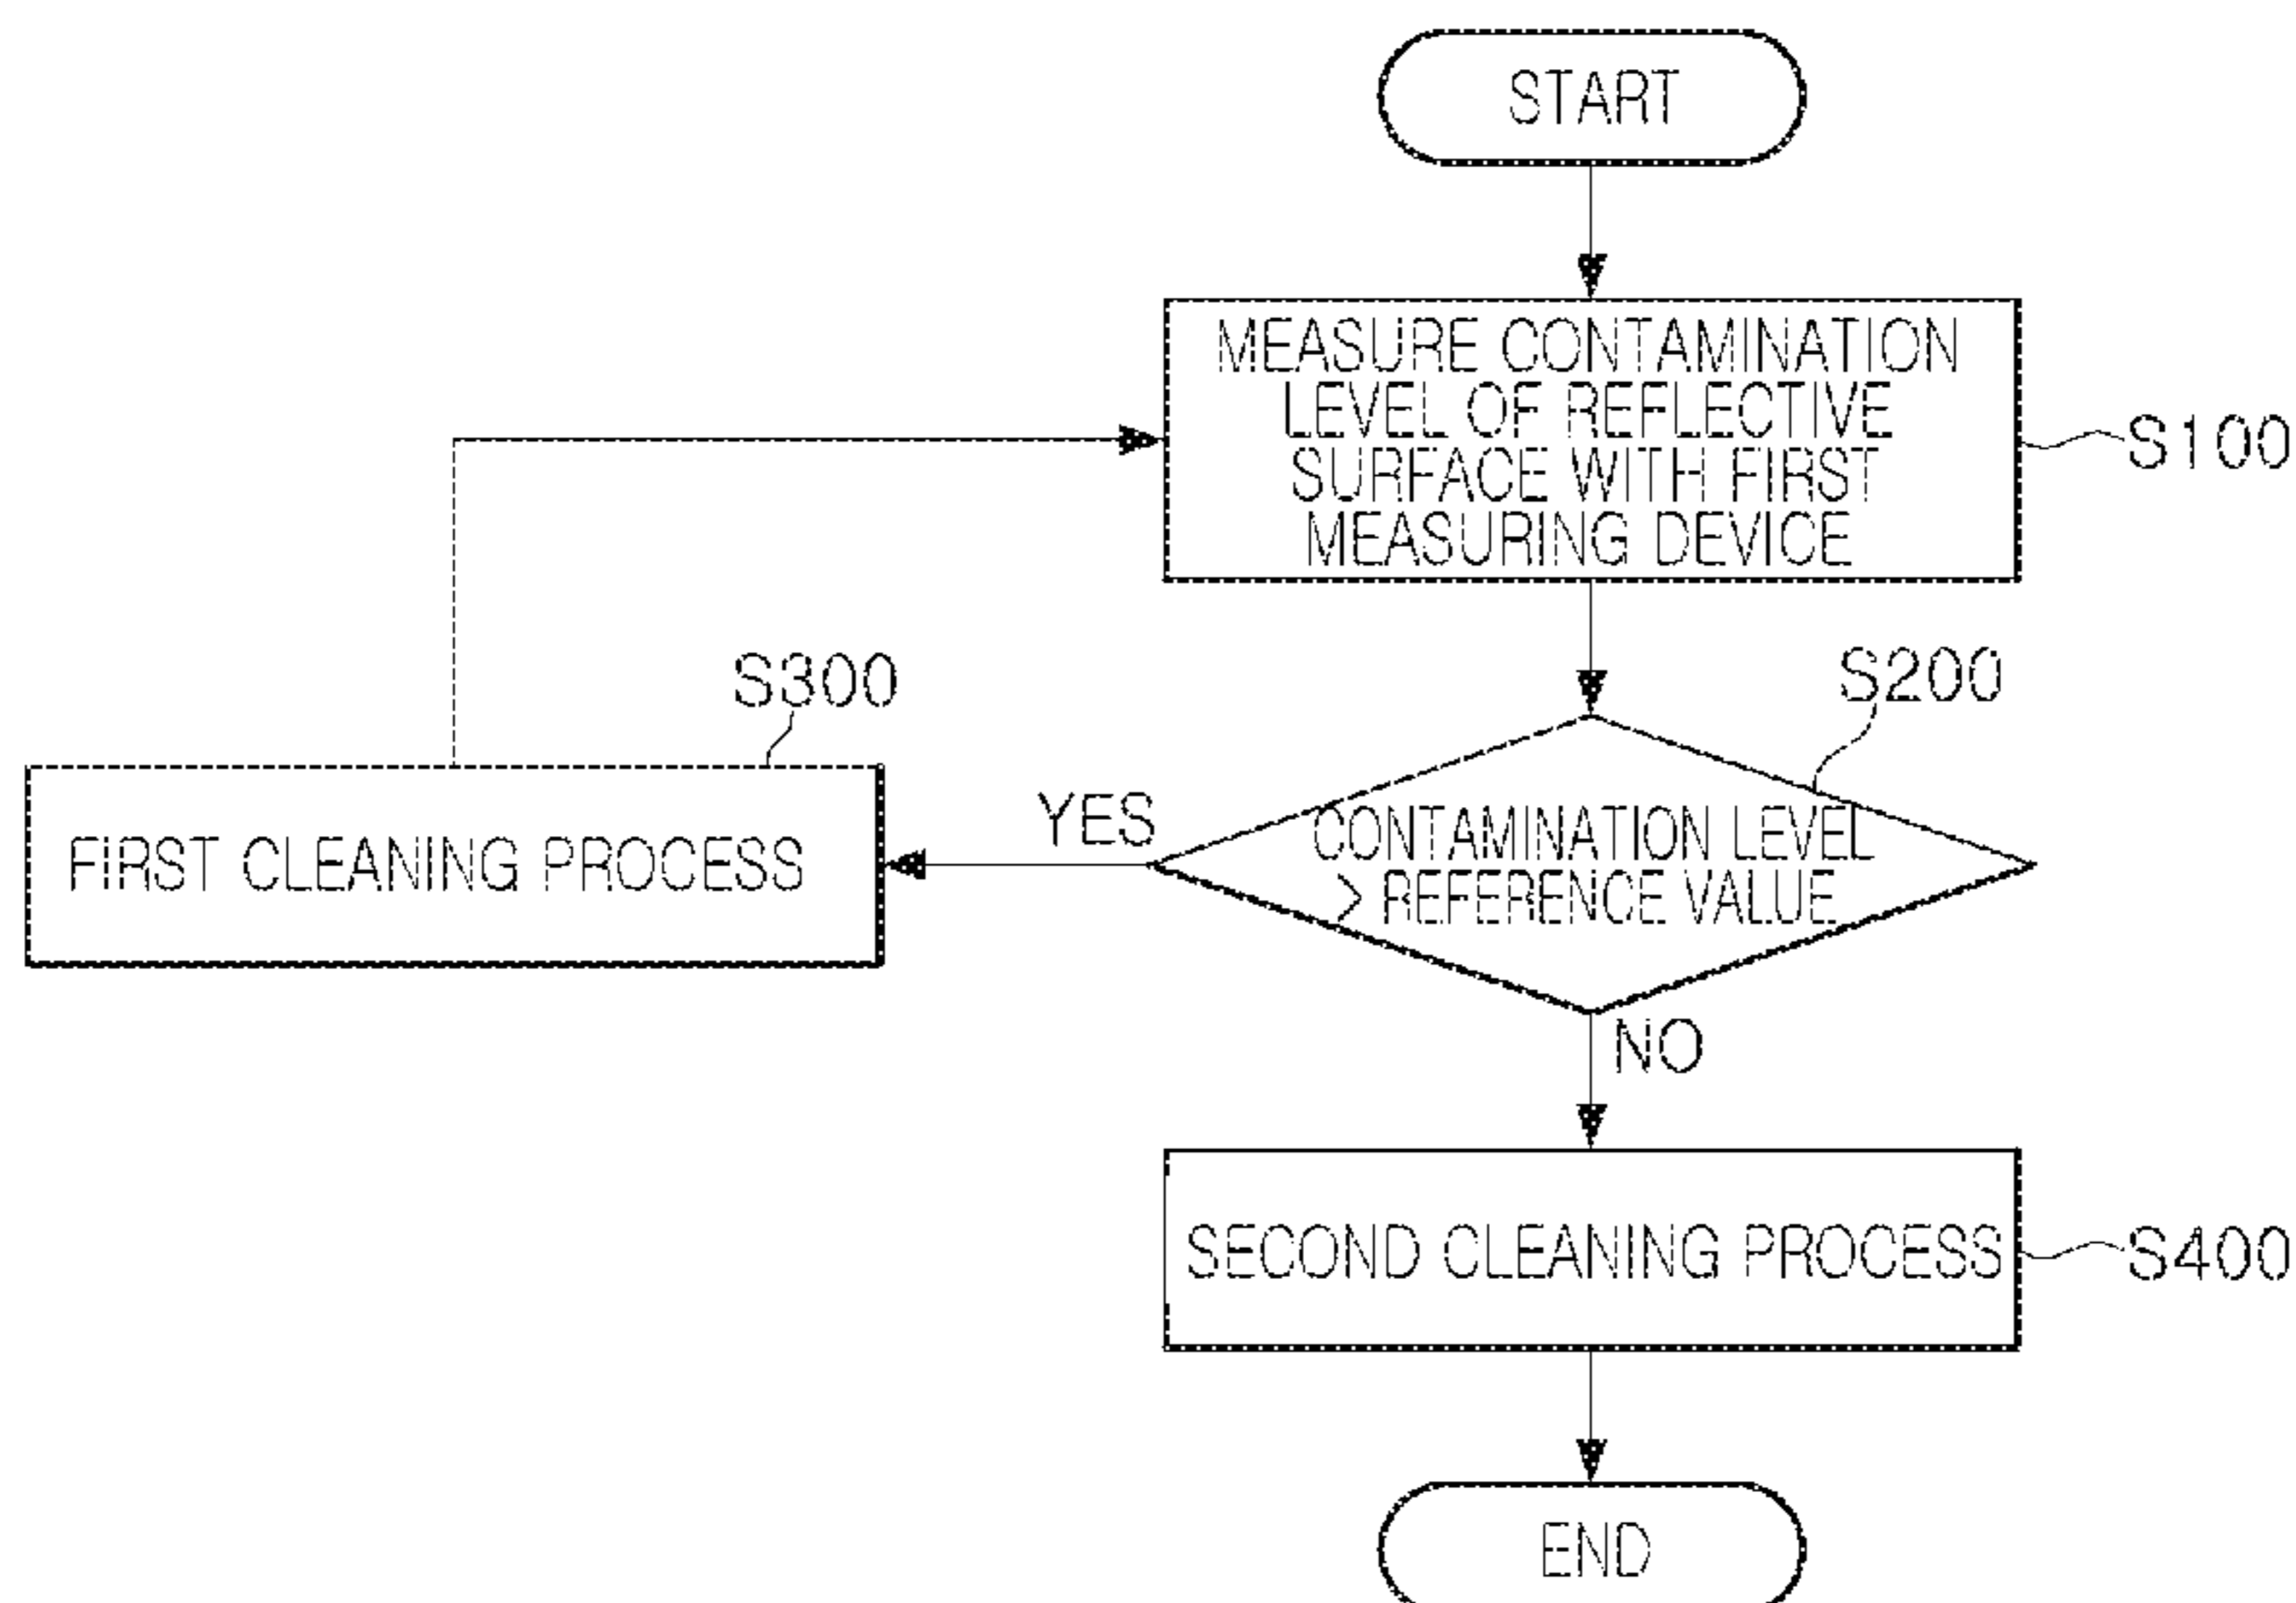 START
MEASURE CONTAMINATION
LEVEL OF REFLECTIVE
SURFACE WITH FIRST
MEASURING DEVICE
S100
S200
CONTAMINATION LEVEL
> REFERENCE VALUE
YES
S300
FIRST CLEANING PROCESS
NO
SECOND CLEANING PROCESS
S400
END